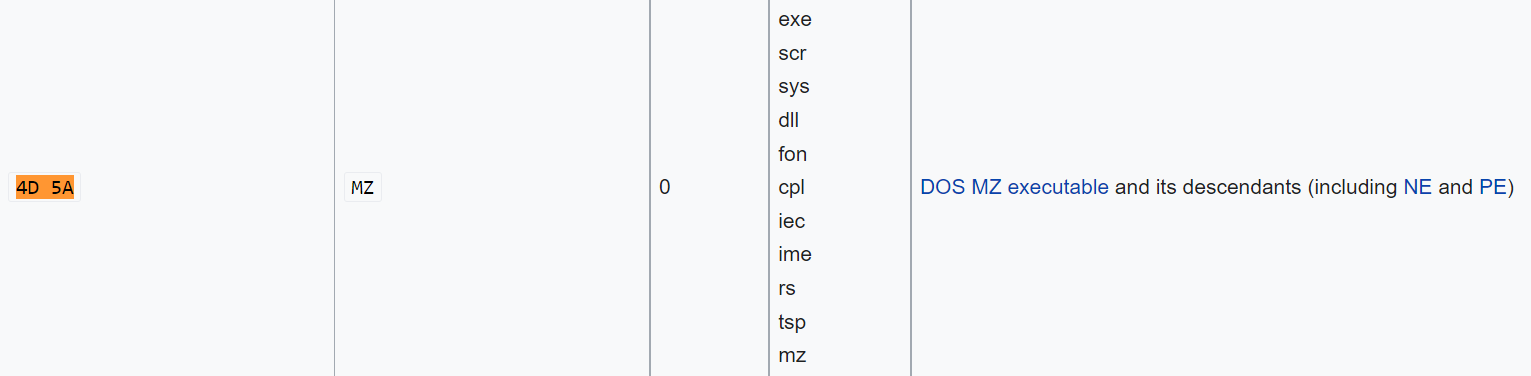 4D 5A
MZ
0
exe
scr
sys
dll
fon
cpl
iec
ime
rs
tsp
mz
DOS MZ executable and its descendants (including NE and PE)